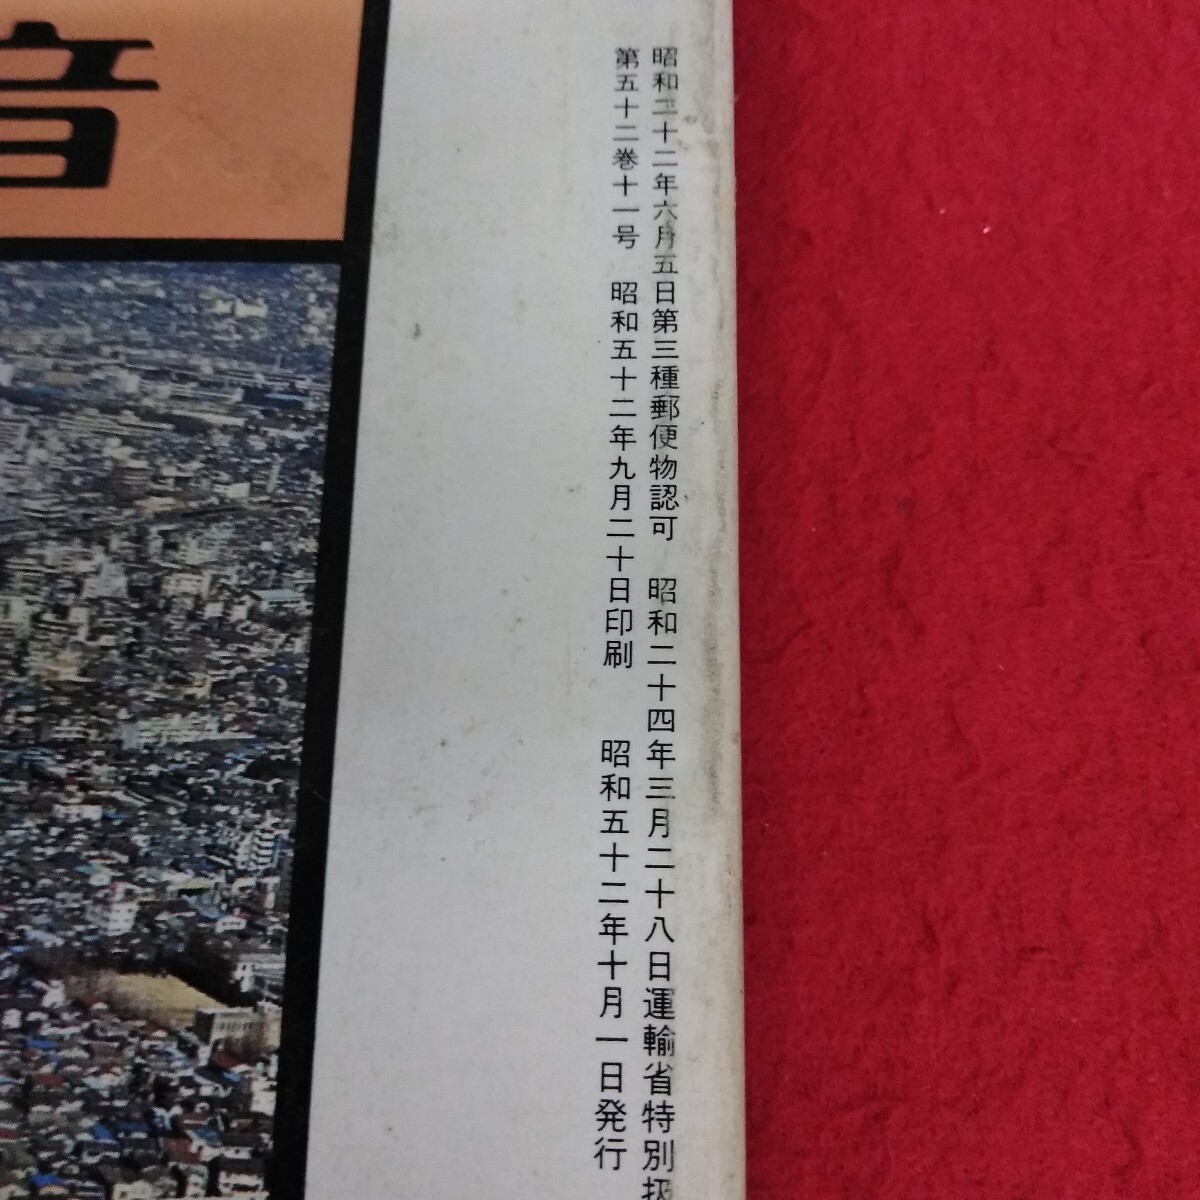 音
昭和二十二年六月五日第三種郵便物認可 昭和二十四年三月二十八日運輸省特別扱
第五十二巻十一号 昭和五十二年九月二十日印刷 昭和五十二年十月一日発行